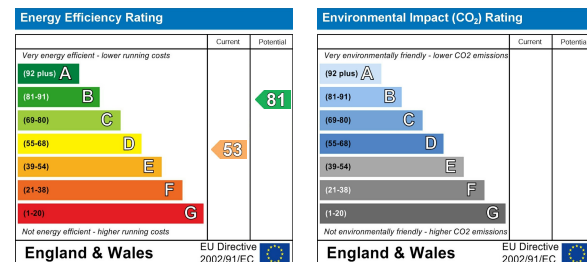 Energy Efficiency Rating
Current Potential
Very energy efficient - lower running costs
(92 plus) A
(81-91) B
81
(69-80) C
(55-68) D
53
(39-54) E
(21-38) F
(1-20) G
Not energy efficient - higher running costs
England & Wales
EU Directive
2002/91/EC
Environmental Impact (CO₂) Rating
Current Potential
Very environmentally friendly - lower CO2 emissions
(92 plus) A
(81-91) B
(69-80) C
(55-68) D
(39-54) E
(21-38) F
(1-20) G
Not environmentally friendly - higher CO2 emissions
England & Wales
EU Directive
2002/91/EC